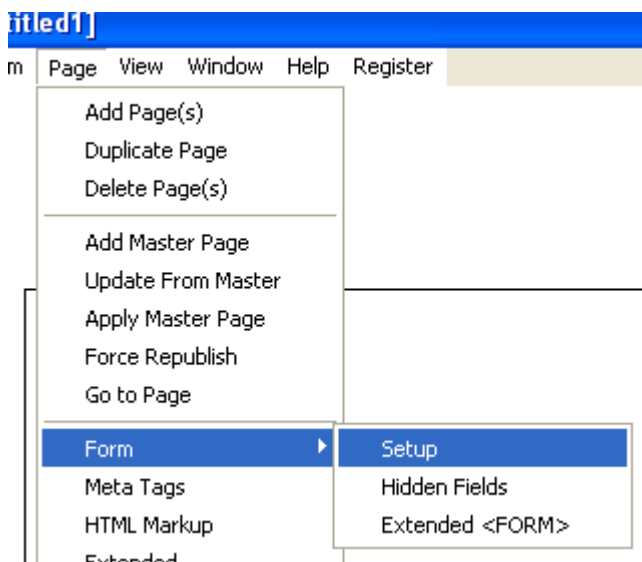 titled1]
m Page View Window Help Register
Add Page(s)
Duplicate Page
Delete Page(s)
Add Master Page
Update From Master
Apply Master Page
Force Republish
Go to Page
Form
Setup
Meta Tags
Hidden Fields
HTML Markup
Extended <FORM>
Extended